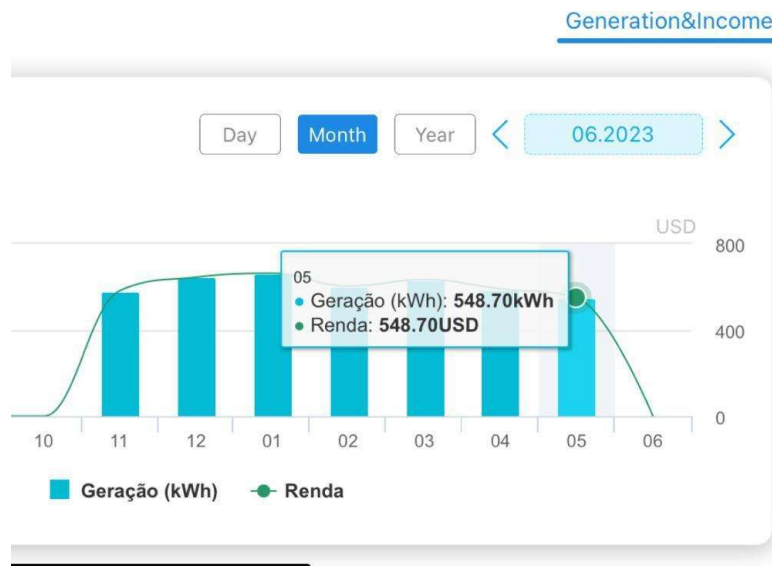 Generation&Income
Day Month Year 06.2023
USD
800
05
Geração (kWh): 548.70kWh
Renda: 548.70USD
400
0
10 11 12 01 02 03 04 05 06
Geração (kWh) Renda